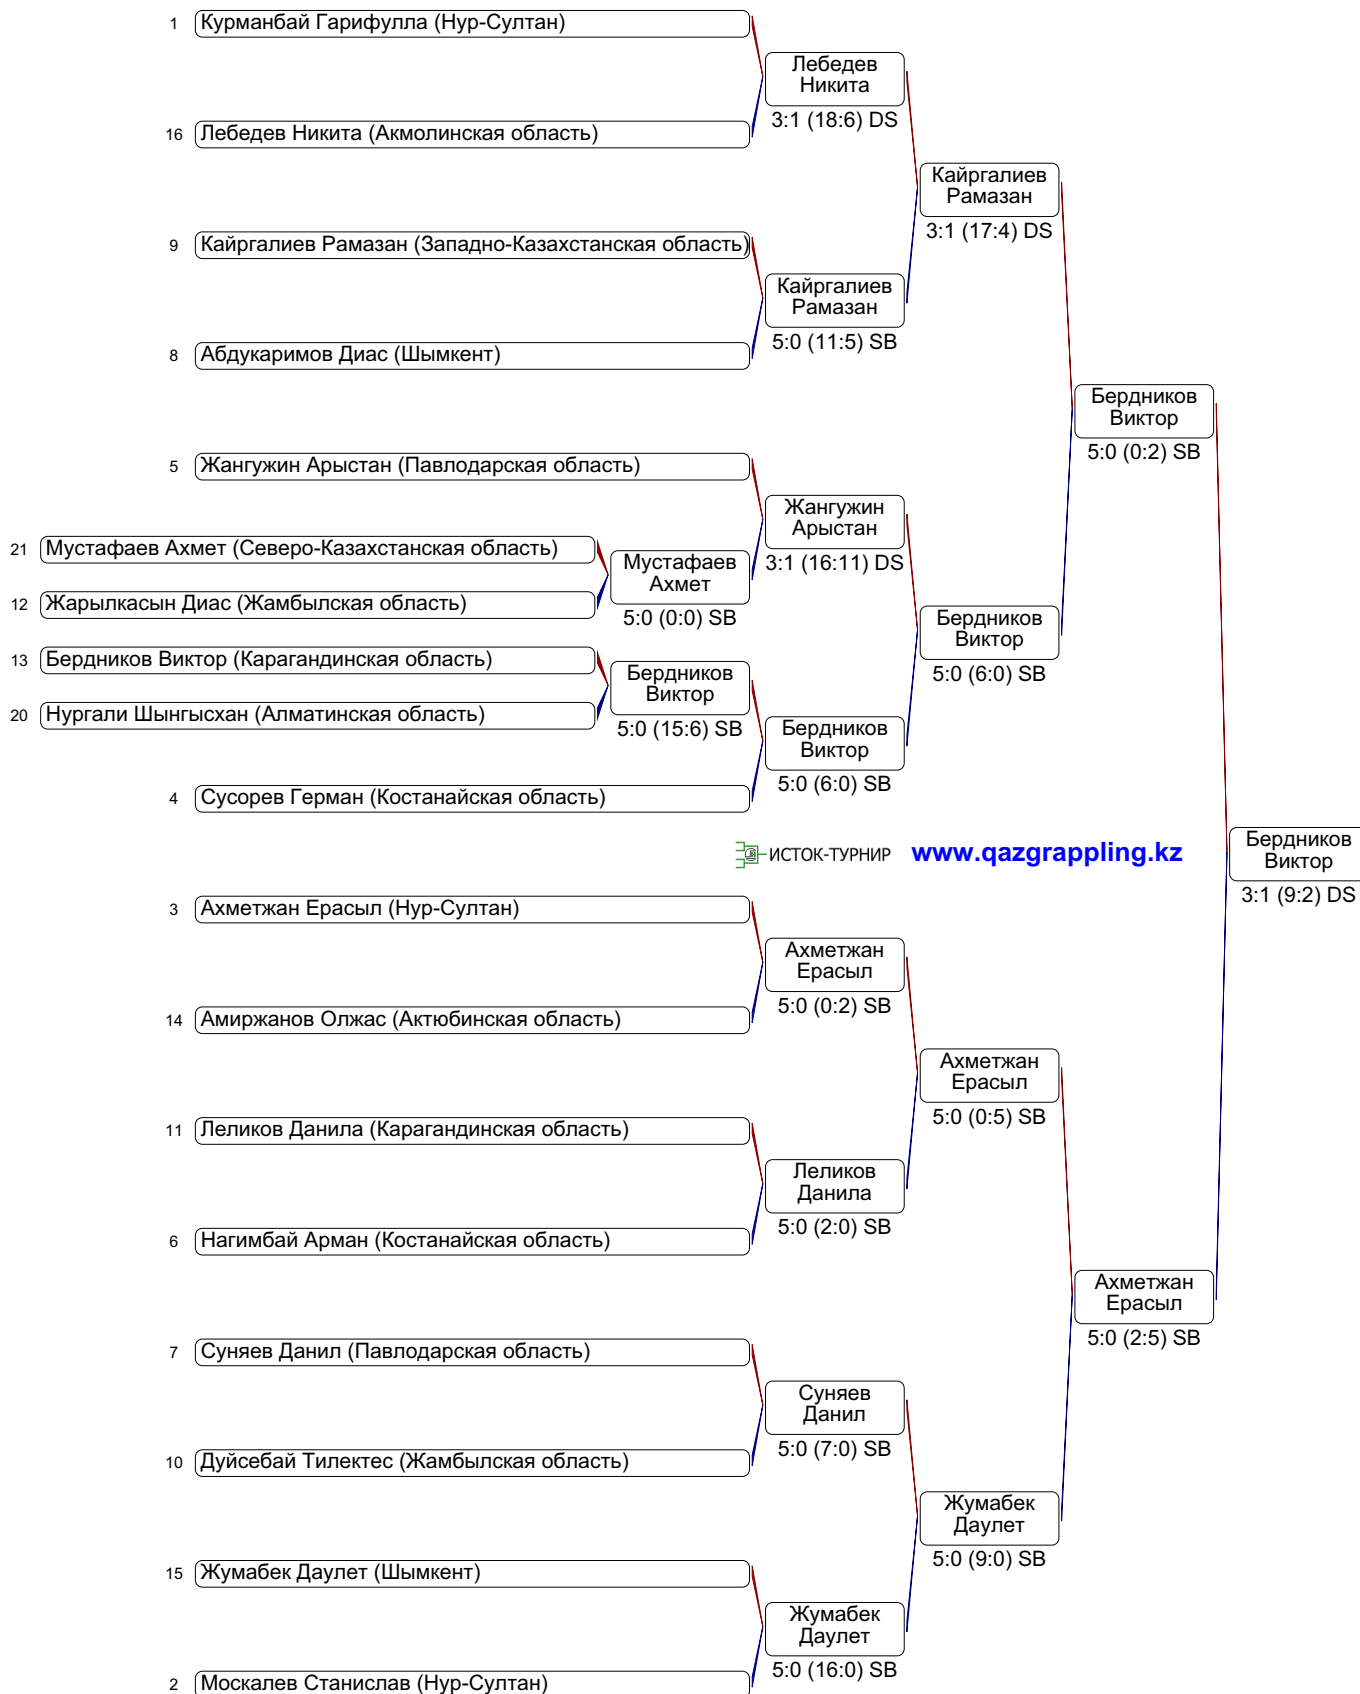 1 Курманбай Гарифулла (Нур-Султан)
Лебедев
Никита
3:1 (18:6) DS
16 Лебедев Никита (Акмолинская область)
Кайргалиев
Рамазан
3:1 (17:4) DS
9 Кайргалиев Рамазан (Западно-Казахстанская область)
Кайргалиев
Рамазан
5:0 (11:5) SB
8 Абдукаримов Диас (Шымкент)
Бердников
Виктор
5:0 (0:2) SB
5 Жангужин Арыстан (Павлодарская область)
Жангужин
Арыстан
3:1 (16:11) DS
21 Мустафаев Ахмет (Северо-Казахстанская область)
Мустафаев
Ахмет
5:0 (0:0) SB
12 Жарылкасын Диас (Жамбылская область)
Бердников
Виктор
5:0 (6:0) SB
13 Бердников Виктор (Карагандинская область)
Бердников
Виктор
5:0 (15:6) SB
20 Нургали Шынгысхан (Алматинская область)
Бердников
Виктор
5:0 (6:0) SB
4 Сусорев Герман (Костанайская область)
ИСТОК-ТУРНИР www.qazgrappling.kz
Бердников
Виктор
3:1 (9:2) DS
3 Ахметжан Ерасыл (Нур-Султан)
Ахметжан
Ерасыл
5:0 (0:2) SB
14 Амиржанов Олжас (Актюбинская область)
Ахметжан
Ерасыл
5:0 (0:5) SB
11 Леликов Данила (Карагандинская область)
Леликов
Данила
5:0 (2:0) SB
6 Нагимбай Арман (Костанайская область)
Ахметжан
Ерасыл
5:0 (2:5) SB
7 Суняев Данил (Павлодарская область)
Суняев
Данил
5:0 (7:0) SB
10 Дуйсебай Тилектес (Жамбылская область)
Жумабек
Даулет
5:0 (9:0) SB
15 Жумабек Даулет (Шымкент)
Жумабек
Даулет
5:0 (16:0) SB
2 Москалев Станислав (Нур-Султан)